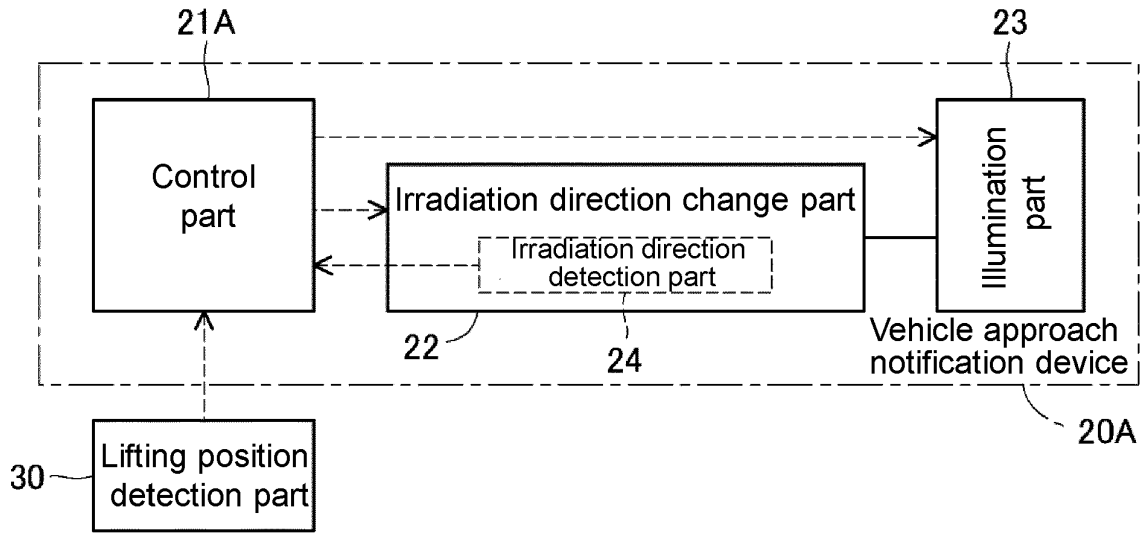 21A
23
Control
part
Irradiation direction change part
Irradiation direction
detection part
Illumination
part
22
24
Vehicle approach
notification device
20A
30
Lifting position
detection part